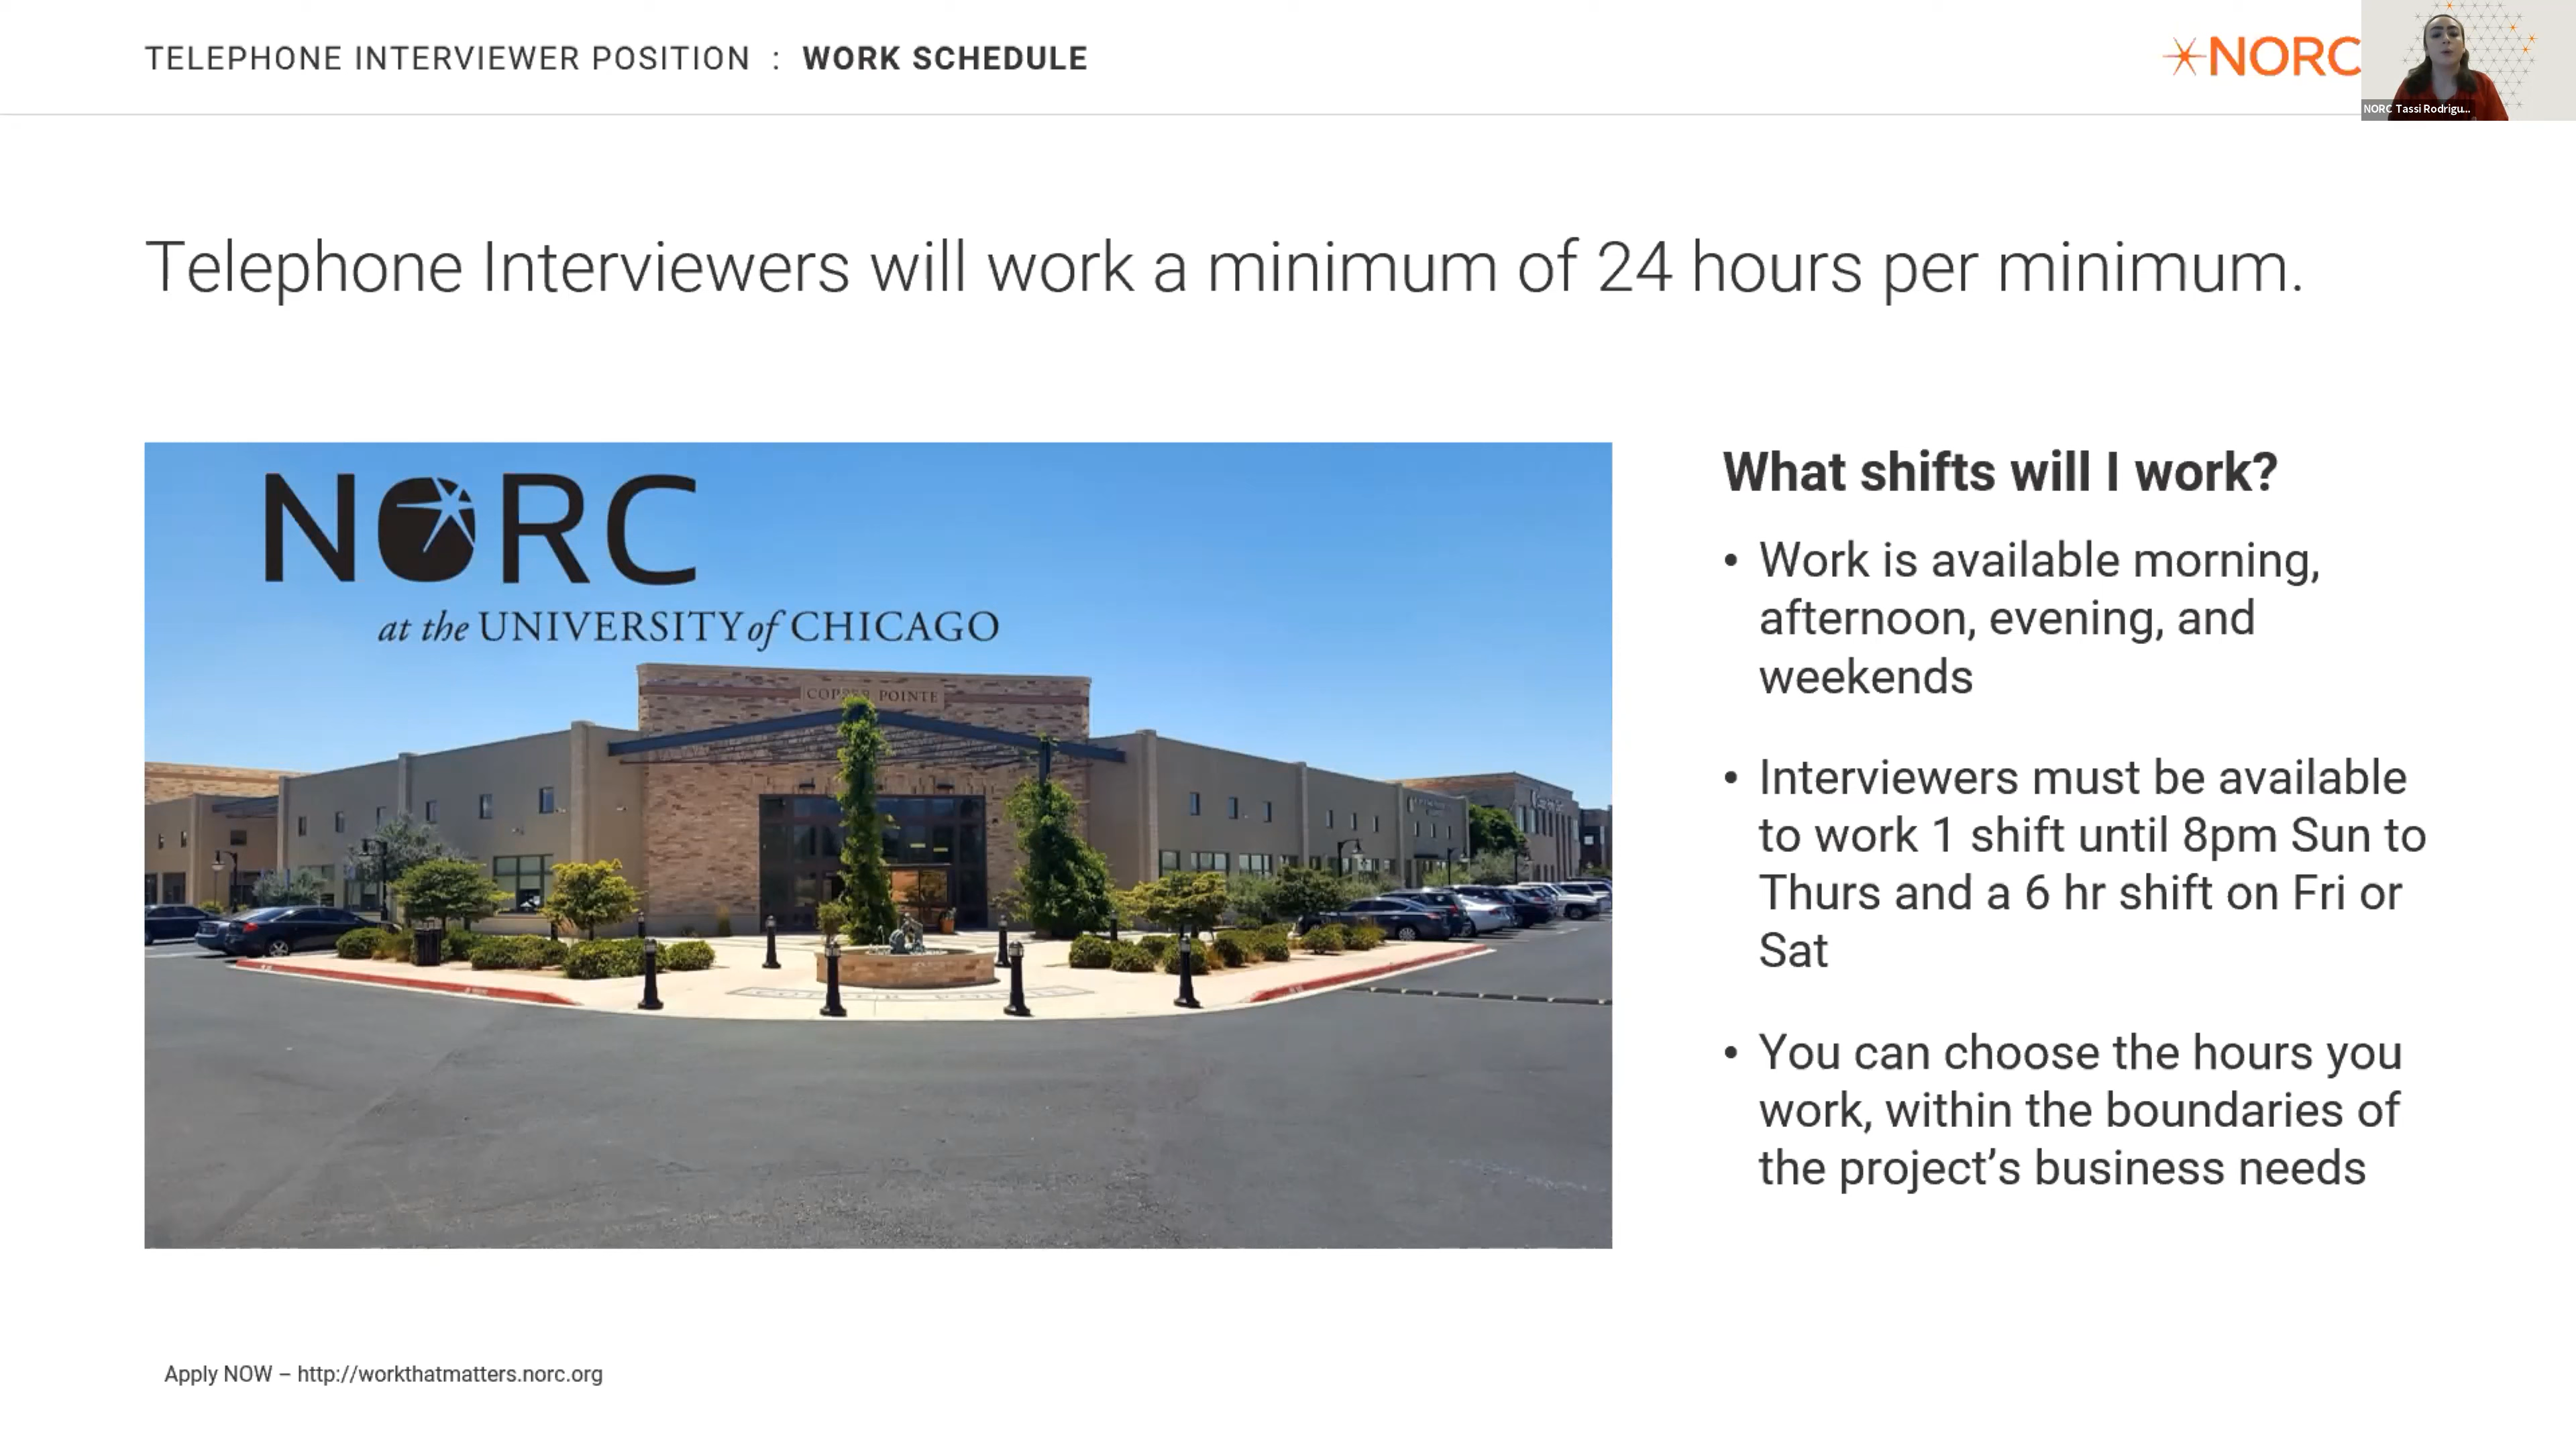 TELEPHONE INTERVIEWER POSITION : WORK SCHEDULE
NORC
NORC Tassi Rodrigu...
Telephone Interviewers will work a minimum of 24 hours per minimum.
NORC
at the UNIVERSITY of CHICAGO
COPPER POINTE
What shifts will I work?
• Work is available morning,
afternoon, evening, and
weekends
• Interviewers must be available
to work 1 shift until 8pm Sun to
Thurs and a 6 hr shift on Fri or
Sat
• You can choose the hours you
work, within the boundaries of
the project’s business needs
Apply NOW – http://workthatmatters.norc.org